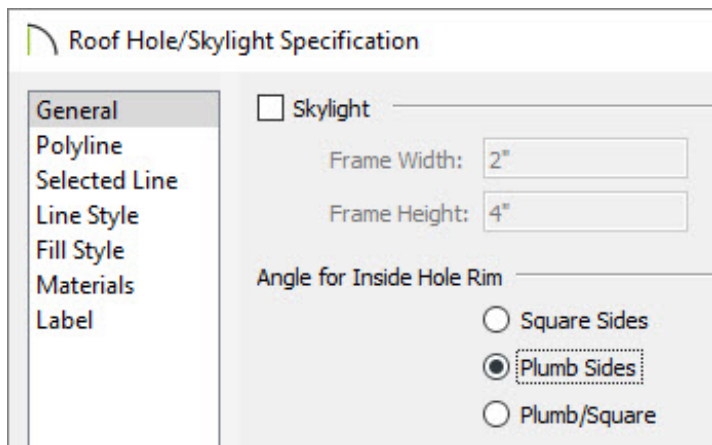 Roof Hole/Skylight Specification
General
Polyline
Selected Line
Line Style
Fill Style
Materials
Label
Skylight
Frame Width: 2"
Frame Height: 4"
Angle for Inside Hole Rim
Square Sides
Plumb Sides
Plumb/Square